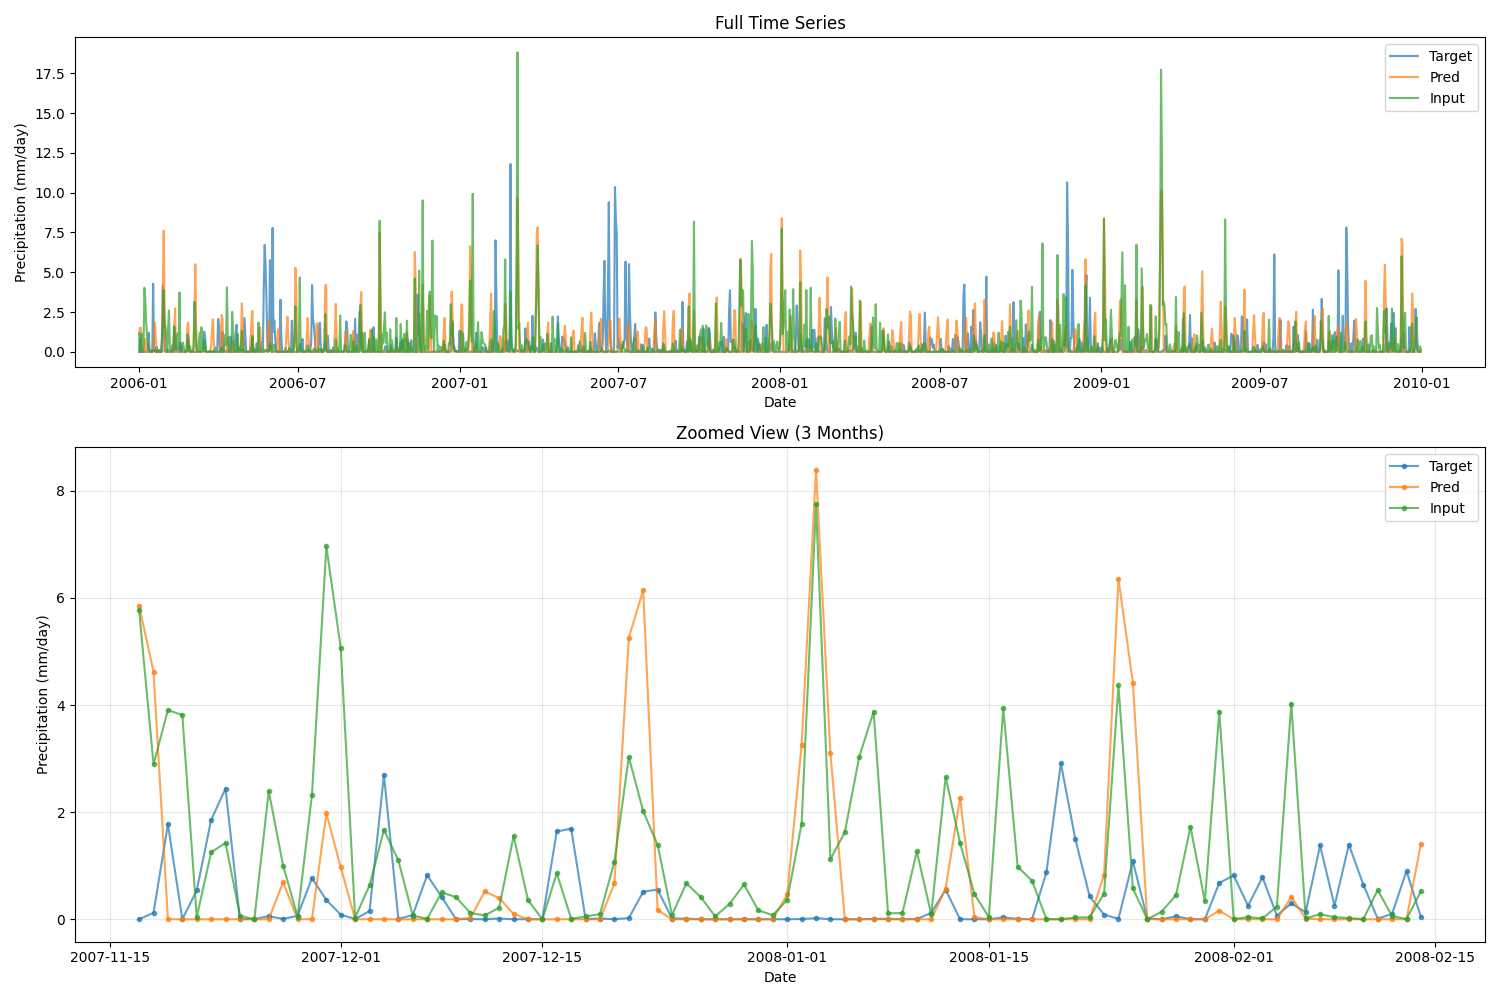 Full Time Series
Precipitation (mm/day)
17.5
15.0
12.5
10.0
7.5
5.0
2.5
0.0
Target
Pred
Input
2006-01
2006-07
2007-01
2007-07
2008-01
2008-07
2009-01
2009-07
2010-01
Date
Zoomed View (3 Months)
Precipitation (mm/day)
8
6
4
2
0
Target
Pred
Input
2007-11-15
2007-12-01
2007-12-15
2008-01-01
2008-01-15
2008-02-01
2008-02-15
Date